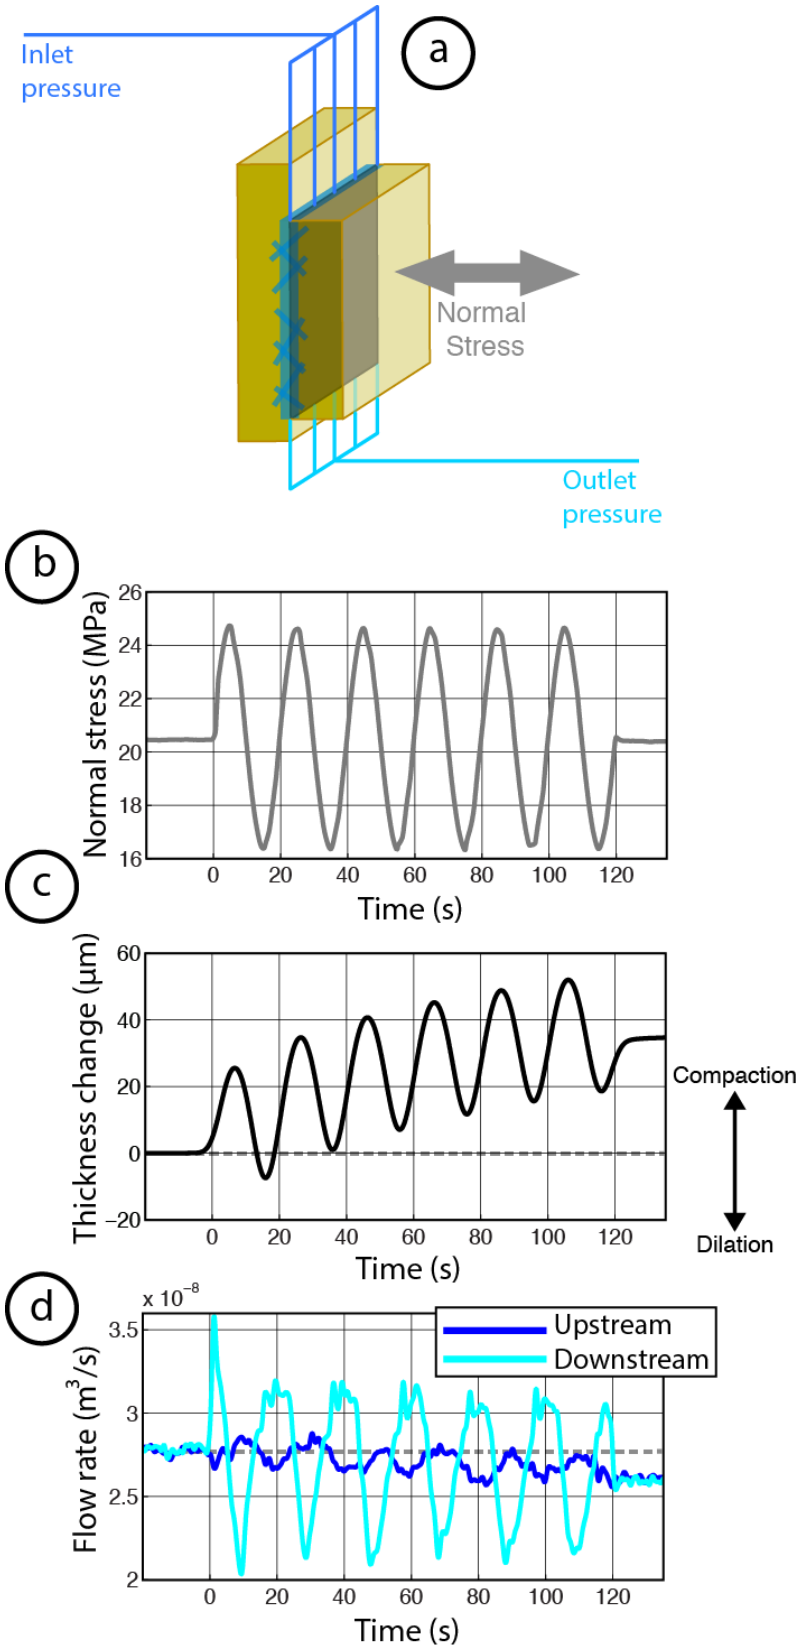 a
Inlet
pressure
Normal
Stress
Outlet
pressure
b
Normal stress (MPa)
26
24
22
20
18
16
0 20 40 60 80 100 120
Time (s)
c
Thickness change (μm)
60
40
20
0
−20
0 20 40 60 80 100 120
Time (s)
Compaction
Dilation
d
x 10⁻⁸
Flow rate (m³/s)
3.5
3
2.5
2
Upstream
Downstream
0 20 40 60 80 100 120
Time (s)